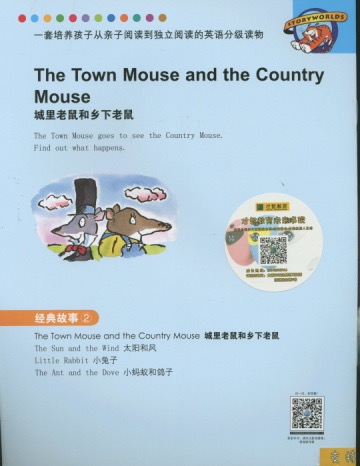 STORYWORLDS
一套培养孩子从亲子阅读到独立阅读的英语分级读物
The Town Mouse and the Country
Mouse
城里老鼠和乡下老鼠
The Town Mouse goes to see the Country Mouse.
Find out what happens.
经典故事 2
The Town Mouse and the Country Mouse 城里老鼠和乡下老鼠
The Sun and the Wind 太阳和风
Little Rabbit 小兔子
The Ant and the Dove 小蚂蚁和鸽子